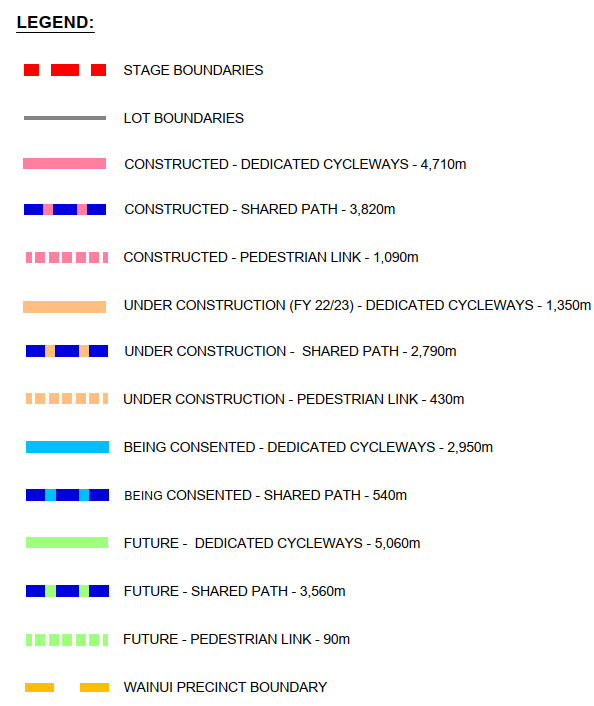 LEGEND:
STAGE BOUNDARIES
LOT BOUNDARIES
CONSTRUCTED - DEDICATED CYCLEWAYS - 4,710m
CONSTRUCTED - SHARED PATH - 3,820m
CONSTRUCTED - PEDESTRIAN LINK - 1,090m
UNDER CONSTRUCTION (FY 22/23) - DEDICATED CYCLEWAYS - 1,350m
UNDER CONSTRUCTION -  SHARED PATH - 2,790m
UNDER CONSTRUCTION - PEDESTRIAN LINK - 430m
BEING CONSENTED - DEDICATED CYCLEWAYS - 2,950m
BEING CONSENTED - SHARED PATH - 540m
FUTURE -  DEDICATED CYCLEWAYS - 5,060m
FUTURE - SHARED PATH - 3,560m
FUTURE - PEDESTRIAN LINK - 90m
WAINUI PRECINCT BOUNDARY